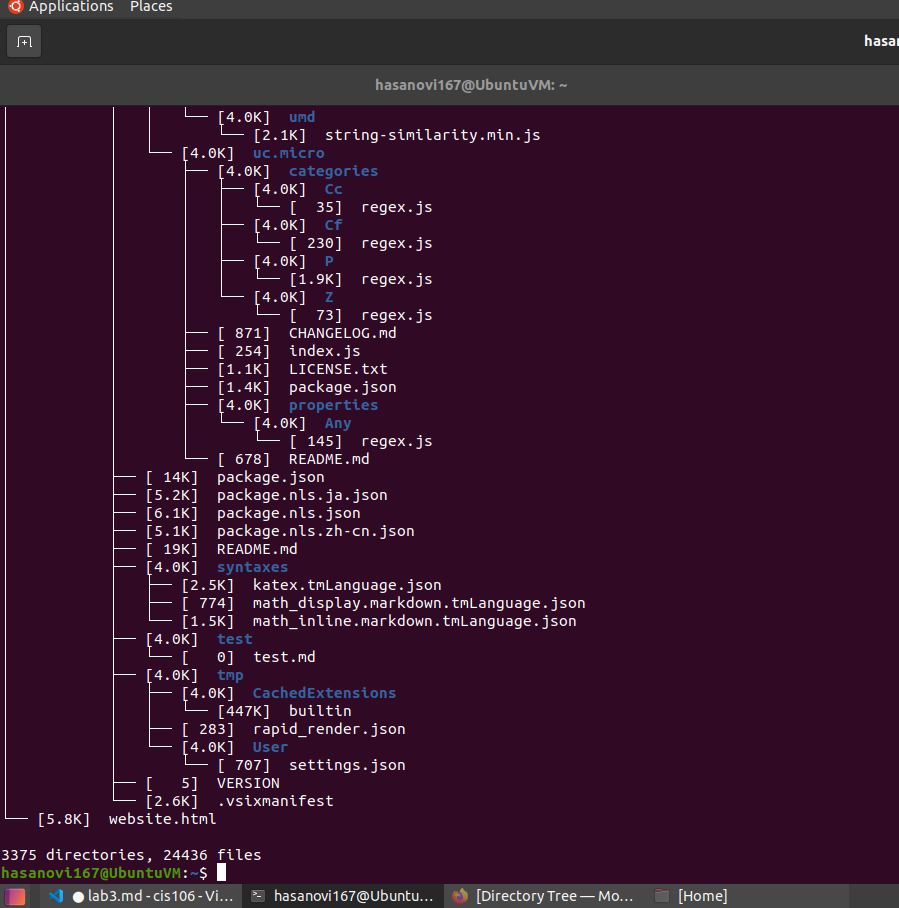 Applications Places
hasan
hasanovi167@UbuntuVM: ~
[4.0K] umd
[2.1K] string-similarity.min.js
[4.0K] uc.micro
[4.0K] categories
[4.0K] Cc
[ 35] regex.js
[4.0K] Cf
[ 230] regex.js
[4.0K] P
[1.9K] regex.js
[4.0K] Z
[ 73] regex.js
[ 871] CHANGELOG.md
[ 254] index.js
[1.1K] LICENSE.txt
[1.4K] package.json
[4.0K] properties
[4.0K] Any
[ 145] regex.js
[ 678] README.md
[ 14K] package.json
[5.2K] package.nls.ja.json
[6.1K] package.nls.json
[5.1K] package.nls.zh-cn.json
[ 19K] README.md
[4.0K] syntaxes
[2.5K] katex.tmLanguage.json
[ 774] math_display.markdown.tmLanguage.json
[1.5K] math_inline.markdown.tmLanguage.json
[4.0K] test
[ 0] test.md
[4.0K] tmp
[4.0K] CachedExtensions
[447K] builtin
[ 283] rapid_render.json
[4.0K] User
[ 707] settings.json
[ 5] VERSION
[2.6K] .vsixmanifest
[5.8K] website.html
3375 directories, 24436 files
hasanovi167@UbuntuVM:~$
● lab3.md - cis106 - Vi... hasanovi167@Ubuntu... [Directory Tree — Mo... [Home]